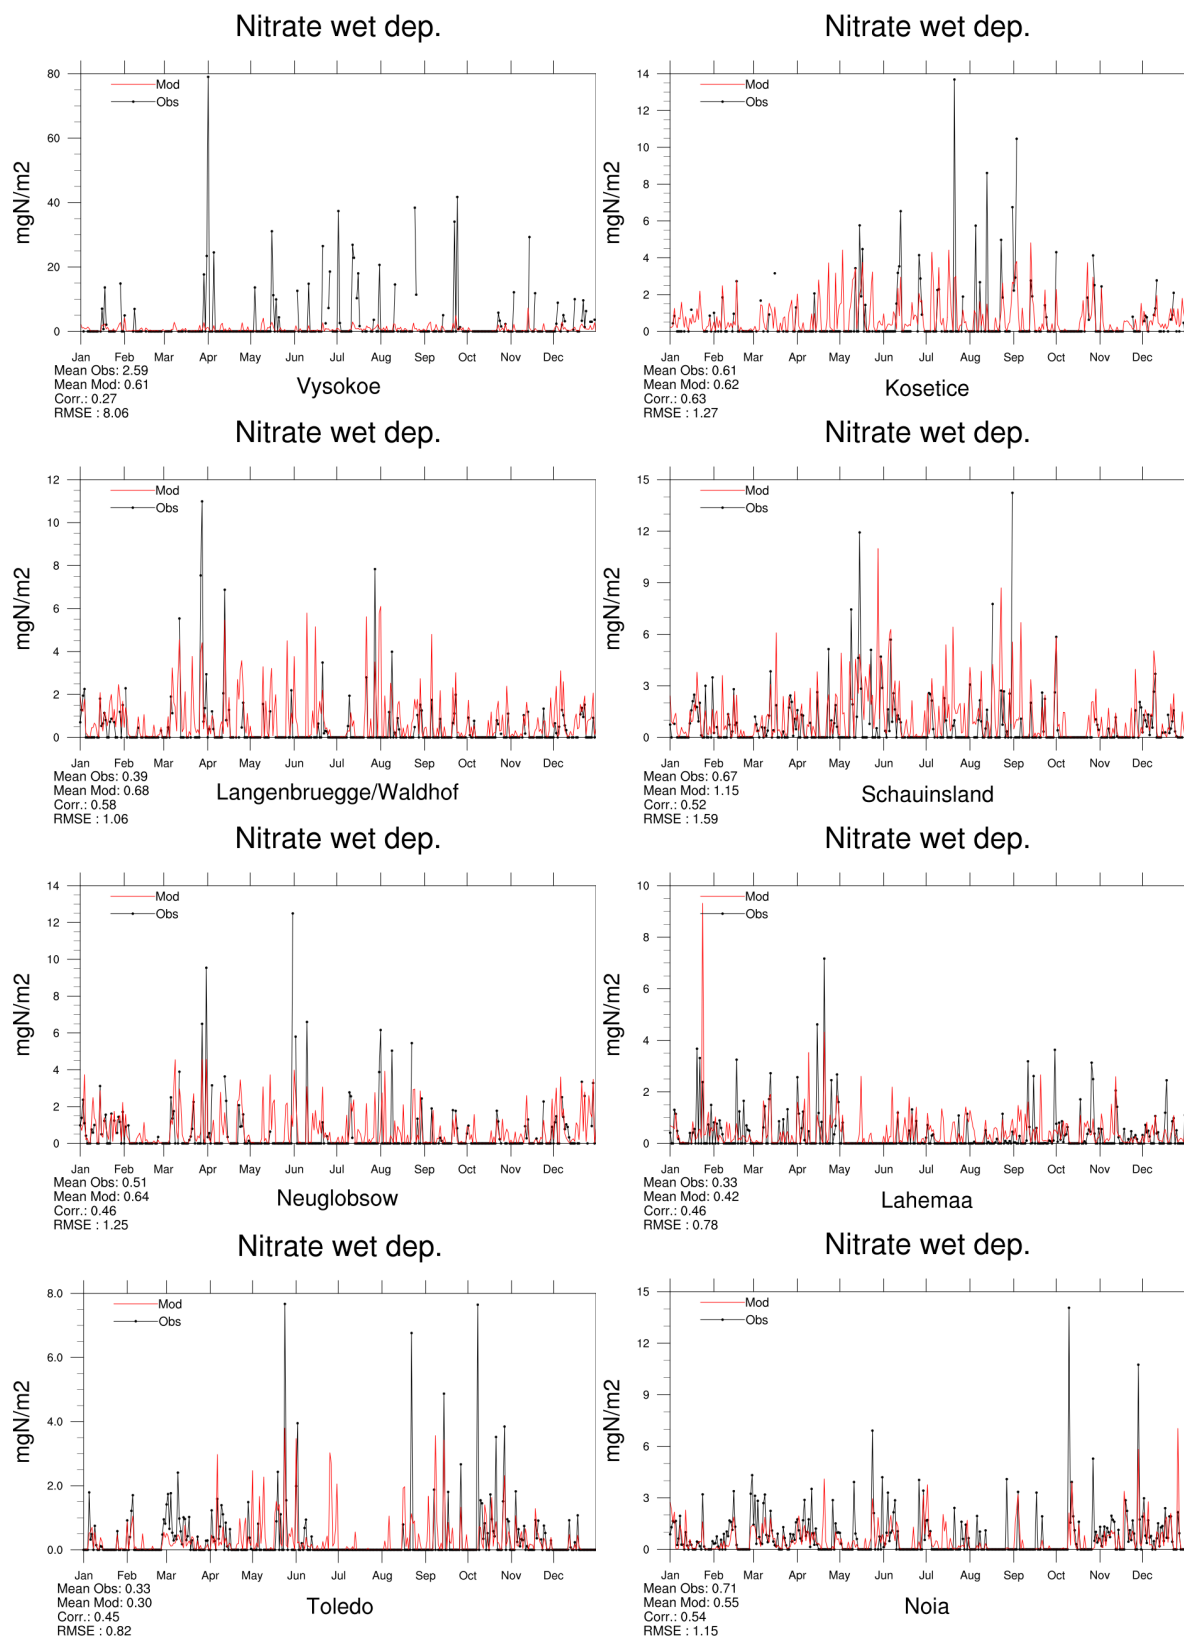 Nitrate wet dep.
Mod
Obs
mgN/m2
80
60
40
20
0
Jan Feb Mar Apr May Jun Jul Aug Sep Oct Nov Dec
Mean Obs: 2.59
Mean Mod: 0.61
Corr.: 0.27
RMSE : 8.06
Vysokoe
Nitrate wet dep.
Mod
Obs
mgN/m2
14
12
10
8
6
4
2
0
Jan Feb Mar Apr May Jun Jul Aug Sep Oct Nov Dec
Mean Obs: 0.61
Mean Mod: 0.62
Corr.: 0.63
RMSE : 1.27
Kosetice
Nitrate wet dep.
Mod
Obs
mgN/m2
12
10
8
6
4
2
0
Jan Feb Mar Apr May Jun Jul Aug Sep Oct Nov Dec
Mean Obs: 0.39
Mean Mod: 0.68
Corr.: 0.58
RMSE : 1.06
Langenbruegge/Waldhof
Nitrate wet dep.
Mod
Obs
mgN/m2
15
12
9
6
3
0
Jan Feb Mar Apr May Jun Jul Aug Sep Oct Nov Dec
Mean Obs: 0.67
Mean Mod: 1.15
Corr.: 0.52
RMSE : 1.59
Schauinsland
Nitrate wet dep.
Mod
Obs
mgN/m2
14
12
10
8
6
4
2
0
Jan Feb Mar Apr May Jun Jul Aug Sep Oct Nov Dec
Mean Obs: 0.51
Mean Mod: 0.64
Corr.: 0.46
RMSE : 1.25
Neuglobsow
Nitrate wet dep.
Mod
Obs
mgN/m2
10
8
6
4
2
0
Jan Feb Mar Apr May Jun Jul Aug Sep Oct Nov Dec
Mean Obs: 0.33
Mean Mod: 0.42
Corr.: 0.46
RMSE : 0.78
Lahemaa
Nitrate wet dep.
Mod
Obs
mgN/m2
8.0
6.0
4.0
2.0
0.0
Jan Feb Mar Apr May Jun Jul Aug Sep Oct Nov Dec
Mean Obs: 0.33
Mean Mod: 0.30
Corr.: 0.45
RMSE : 0.82
Toledo
Nitrate wet dep.
Mod
Obs
mgN/m2
15
12
9
6
3
0
Jan Feb Mar Apr May Jun Jul Aug Sep Oct Nov Dec
Mean Obs: 0.71
Mean Mod: 0.55
Corr.: 0.54
RMSE : 1.15
Noia